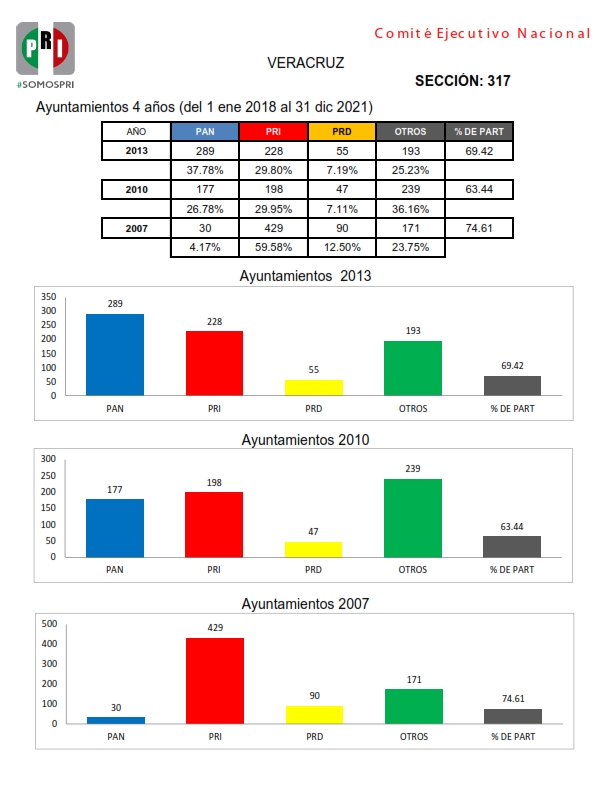 Comité Ejecutivo Nacional
PRI
#SOMOSPRI
VERACRUZ
SECCIÓN: 317
Ayuntamientos 4 años (del 1 ene 2018 al 31 dic 2021)
AÑO PAN PRI PRD OTROS % DE PART
2013 289 228 55 193 69.42
37.78% 29.80% 7.19% 25.23%
2010 177 198 47 239 63.44
26.78% 29.95% 7.11% 36.16%
2007 30 429 90 171 74.61
4.17% 59.58% 12.50% 23.75%
Ayuntamientos 2013
350
300
250
200
150
100
50
0
289 228 55 193 69.42
PAN PRI PRD OTROS % DE PART
Ayuntamientos 2010
300
250
200
150
100
50
0
177 198 47 239 63.44
PAN PRI PRD OTROS % DE PART
Ayuntamientos 2007
500
400
300
200
100
0
30 429 90 171 74.61
PAN PRI PRD OTROS % DE PART